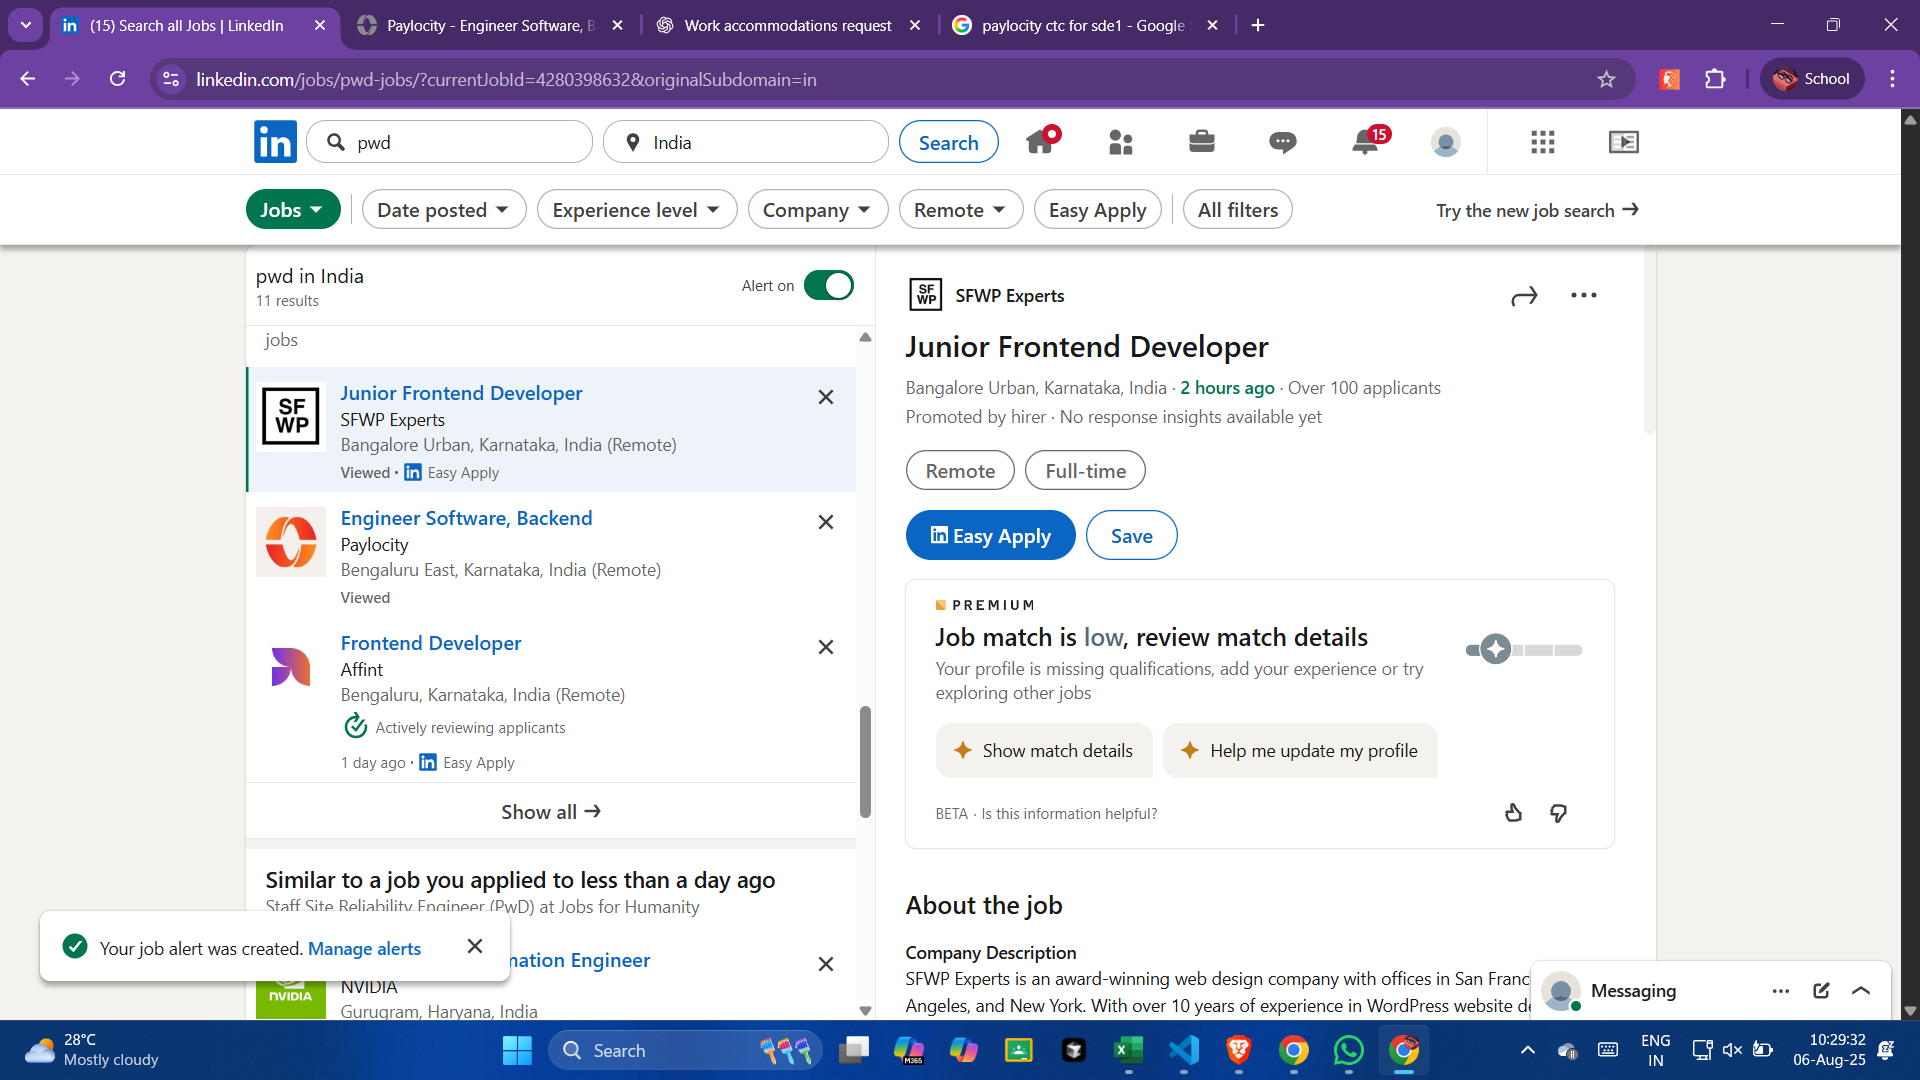 (15) Search all Jobs | LinkedIn
Paylocity - Engineer Software, B
Work accommodations request
paylocity ctc for sde1 - Google
linkedin.com/jobs/pwd-jobs/?currentJobId=4280398632&originalSubdomain=in
School
in
pwd
India
Search
15
Jobs
Date posted
Experience level
Company
Remote
Easy Apply
All filters
Try the new job search →
pwd in India
11 results
Alert on
jobs
SF WP
Junior Frontend Developer
SFWP Experts
Bangalore Urban, Karnataka, India (Remote)
Viewed · in Easy Apply
Engineer Software, Backend
Paylocity
Bengaluru East, Karnataka, India (Remote)
Viewed
Frontend Developer
Affint
Bengaluru, Karnataka, India (Remote)
Actively reviewing applicants
1 day ago · in Easy Apply
Show all →
Similar to a job you applied to less than a day ago
Staff Site Reliability Engineer (PwD) at Jobs for Humanity
Your job alert was created. Manage alerts
mation Engineer
NVIDIA
NVIDIA
Gurugram, Haryana, India
SF WP
SFWP Experts
Junior Frontend Developer
Bangalore Urban, Karnataka, India · 2 hours ago · Over 100 applicants
Promoted by hirer · No response insights available yet
Remote
Full-time
in Easy Apply
Save
PREMIUM
Job match is low, review match details
Your profile is missing qualifications, add your experience or try
exploring other jobs
Show match details
Help me update my profile
BETA · Is this information helpful?
About the job
Company Description
SFWP Experts is an award-winning web design company with offices in San Franc
Angeles, and New York. With over 10 years of experience in WordPress website de
Messaging
28°C
Mostly cloudy
Search
M365
ENG
IN
10:29:32
06-Aug-25